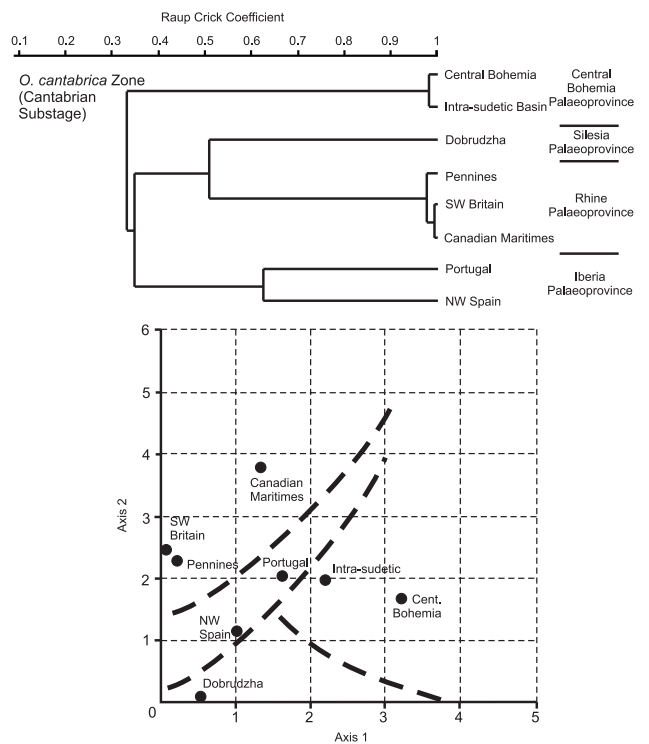 Raup Crick Coefficient
0.1 0.2 0.3 0.4 0.5 0.6 0.7 0.8 0.9 1
O. cantabrica Zone
(Cantabrian
Substage)
Central Bohemia
Intra-sudetic Basin
Dobrudzha
Pennines
SW Britain
Canadian Maritimes
Portugal
NW Spain
Central
Bohemia
Palaeoprovince
Silesia
Palaeoprovince
Rhine
Palaeoprovince
Iberia
Palaeoprovince
6
5
4
3
2
1
0
Axis 2
Canadian
Maritimes
SW
Britain
Pennines
Portugal
Intra-sudetic
Cent.
Bohemia
NW
Spain
Dobrudzha
1 2 3 4 5
Axis 1